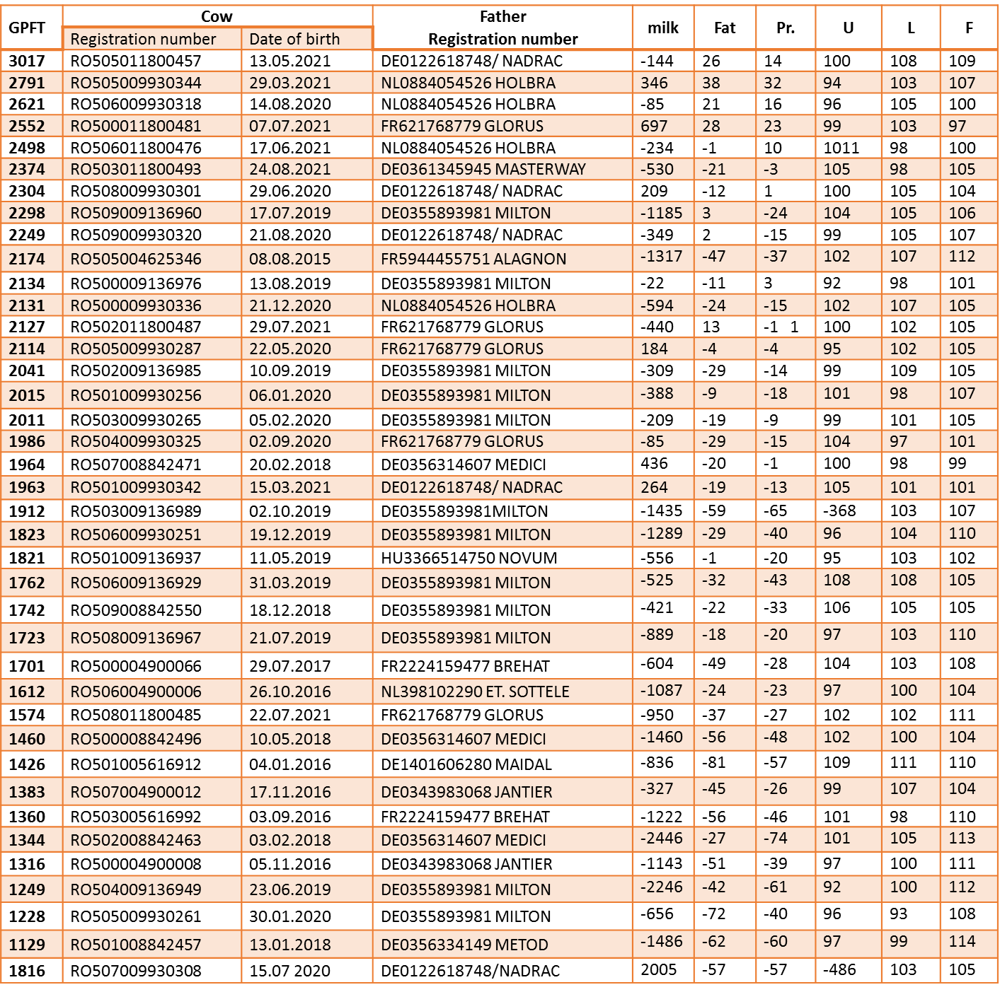 GPFT Cow Father Registration number milk Fat Pr. U L F
Registration number Date of birth
3017 RO505011800457 13.05.2021 DE0122618748/ NADRAC -144 26 14 100 108 109
2791 RO505009930344 29.03.2021 NL0884054526 HOLBRA 346 38 32 94 103 107
2621 RO506009930318 14.08.2020 NL0884054526 HOLBRA -85 21 16 96 105 100
2552 RO500011800481 07.07.2021 FR621768779 GLORUS 697 28 23 99 103 97
2498 RO506011800476 17.06.2021 NL0884054526 HOLBRA -234 -1 10 1011 98 100
2374 RO503011800493 24.08.2021 DE0361345945 MASTERWAY -530 -21 -3 105 98 105
2304 RO508009930301 29.06.2020 DE0122618748/ NADRAC 209 -12 1 100 105 104
2298 RO509009136960 17.07.2019 DE0355893981 MILTON -1185 3 -24 104 105 106
2249 RO509009930320 21.08.2020 DE0122618748/ NADRAC -349 2 -15 99 105 107
2174 RO505004625346 08.08.2015 FR5944455751 ALAGNON -1317 -47 -37 102 107 112
2134 RO500009136976 13.08.2019 DE0355893981 MILTON -22 -11 3 92 98 101
2131 RO500009930336 21.12.2020 NL0884054526 HOLBRA -594 -24 -15 102 107 105
2127 RO502011800487 29.07.2021 FR621768779 GLORUS -440 13 -1 1 100 102 105
2114 RO505009930287 22.05.2020 FR621768779 GLORUS 184 -4 -4 95 102 105
2041 RO502009136985 10.09.2019 DE0355893981 MILTON -309 -29 -14 99 109 105
2015 RO501009930256 06.01.2020 DE0355893981 MILTON -388 -9 -18 101 98 107
2011 RO503009930265 05.02.2020 DE0355893981 MILTON -209 -19 -9 99 101 105
1986 RO504009930325 02.09.2020 FR621768779 GLORUS -85 -29 -15 104 97 101
1964 RO507008842471 20.02.2018 DE0356314607 MEDICI 436 -20 -1 100 98 99
1963 RO501009930342 15.03.2021 DE0122618748/ NADRAC 264 -19 -13 105 101 101
1912 RO503009136989 02.10.2019 DE0355893981MILTON -1435 -59 -65 -368 103 107
1823 RO506009930251 19.12.2019 DE0355893981 MILTON -1289 -29 -40 96 104 110
1821 RO501009136937 11.05.2019 HU3366514750 NOVUM -556 -1 -20 95 103 102
1762 RO506009136929 31.03.2019 DE0355893981 MILTON -525 -32 -43 108 108 105
1742 RO509008842550 18.12.2018 DE0355893981 MILTON -421 -22 -33 106 105 105
1723 RO508009136967 21.07.2019 DE0355893981 MILTON -889 -18 -20 97 103 110
1701 RO500004900066 29.07.2017 FR2224159477 BREHAT -604 -49 -28 104 103 108
1612 RO506004900006 26.10.2016 NL398102290 ET. SOTTELE -1087 -24 -23 97 100 104
1574 RO508011800485 22.07.2021 FR621768779 GLORUS -950 -37 -27 102 102 111
1460 RO500008842496 10.05.2018 DE0356314607 MEDICI -1460 -56 -48 102 100 104
1426 RO501005616912 04.01.2016 DE1401606280 MAIDAL -836 -81 -57 109 111 110
1383 RO507004900012 17.11.2016 DE0343983068 JANTIER -327 -45 -26 99 107 104
1360 RO503005616992 03.09.2016 FR2224159477 BREHAT -1222 -56 -46 101 98 110
1344 RO502008842463 03.02.2018 DE0356314607 MEDICI -2446 -27 -74 101 105 113
1316 RO500004900008 05.11.2016 DE0343983068 JANTIER -1143 -51 -39 97 100 111
1249 RO504009136949 23.06.2019 DE0355893981 MILTON -2246 -42 -61 92 100 112
1228 RO505009930261 30.01.2020 DE0355893981 MILTON -656 -72 -40 96 93 108
1129 RO501008842457 13.01.2018 DE0356334149 METOD -1486 -62 -60 97 99 114
1816 RO507009930308 15.07 2020 DE0122618748/NADRAC 2005 -57 -57 -486 103 105